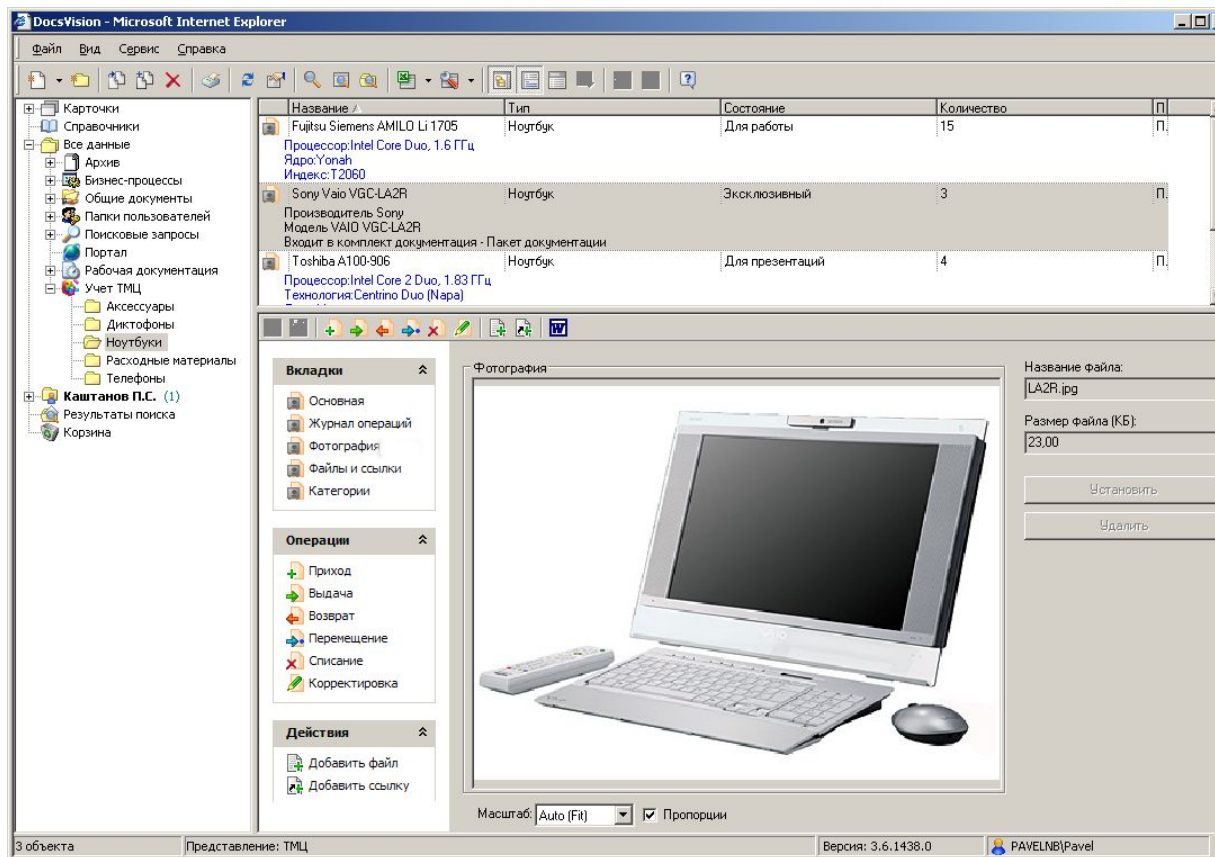 DocsVision - Microsoft Internet Explorer
Файл Вид Сервис Справка
Карточки
Справочники
Все данные
Архив
Бизнес-процессы
Общие документы
Папки пользователей
Поисковые запросы
Портал
Рабочая документация
Учет ТМЦ
Аксессуары
Диктофоны
Ноутбуки
Расходные материалы
Телефоны
Каштанов П.С. (1)
Результаты поиска
Корзина
Название Тип Состояние Количество П
Fujitsu Siemens AMILO Li 1705 Ноутбук Для работы 15 П.
Процессор:Intel Core Duo, 1.6 ГГц
Ядро:Yonah
Индекс:T2060
Sony Vaio VGC-LA2R Ноутбук Эксклюзивный 3 П.
Производитель Sony
Модель VAIO VGC-LA2R
Входит в комплект документация - Пакет документации
Toshiba A100-906 Ноутбук Для презентаций 4 П.
Процессор:Intel Core 2 Duo, 1.83 ГГц
Технология:Centrino Duo (Napa)
Вкладки
Основная
Журнал операций
Фотография
Файлы и ссылки
Категории
Операции
Приход
Выдача
Возврат
Перемещение
Списание
Корректировка
Действия
Добавить файл
Добавить ссылку
Фотография
VAIO
Масштаб: Auto (Fit) Пропорции
Название файла:
LA2R.jpg
Размер файла (КБ):
23,00
Установить
Удалить
3 объекта Представление: ТМЦ Версия: 3.6.1438.0 PAVELNB\Pavel